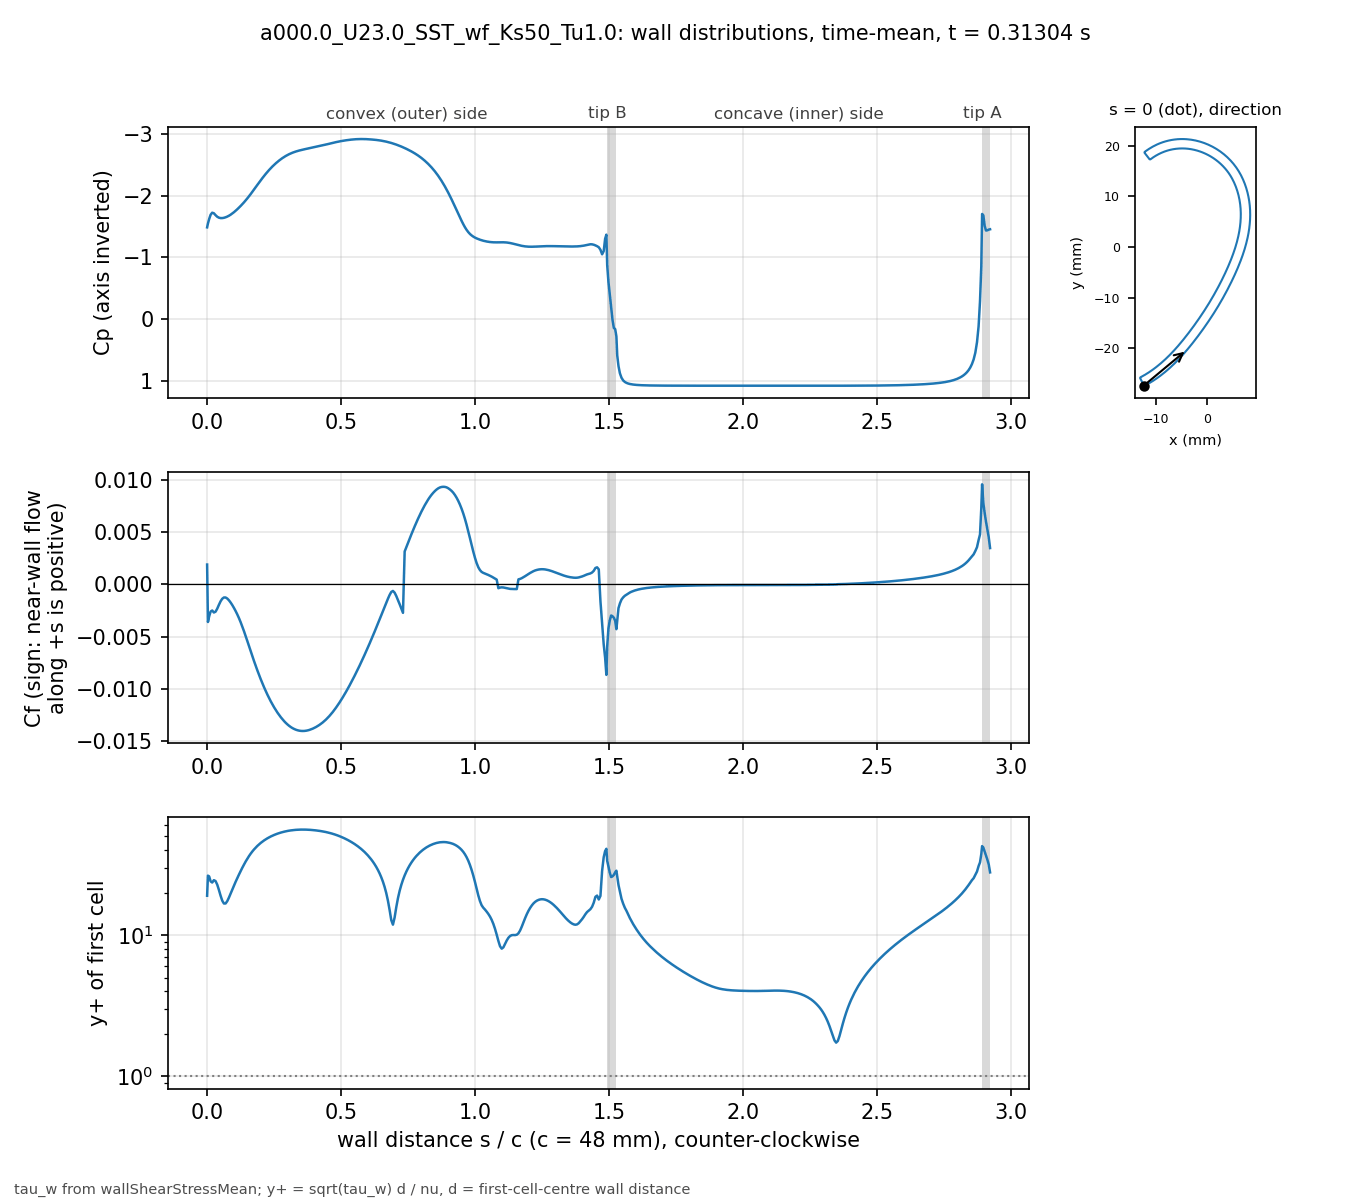 a000.0_U23.0_SST_wf_Ks50_Tu1.0: wall distributions, time-mean, t = 0.31304 s
convex (outer) side
tip B
concave (inner) side
tip A
s = 0 (dot), direction
Cp (axis inverted)
−3
−2
−1
0
1
0.0
0.5
1.0
1.5
2.0
2.5
3.0
y (mm)
20
10
0
−10
−20
−10
0
x (mm)
Cf (sign: near-wall flow
along +s is positive)
0.010
0.005
0.000
−0.005
−0.010
−0.015
0.0
0.5
1.0
1.5
2.0
2.5
3.0
y+ of first cell
10¹
10⁰
0.0
0.5
1.0
1.5
2.0
2.5
3.0
wall distance s / c (c = 48 mm), counter-clockwise
tau_w from wallShearStressMean; y+ = sqrt(tau_w) d / nu, d = first-cell-centre wall distance